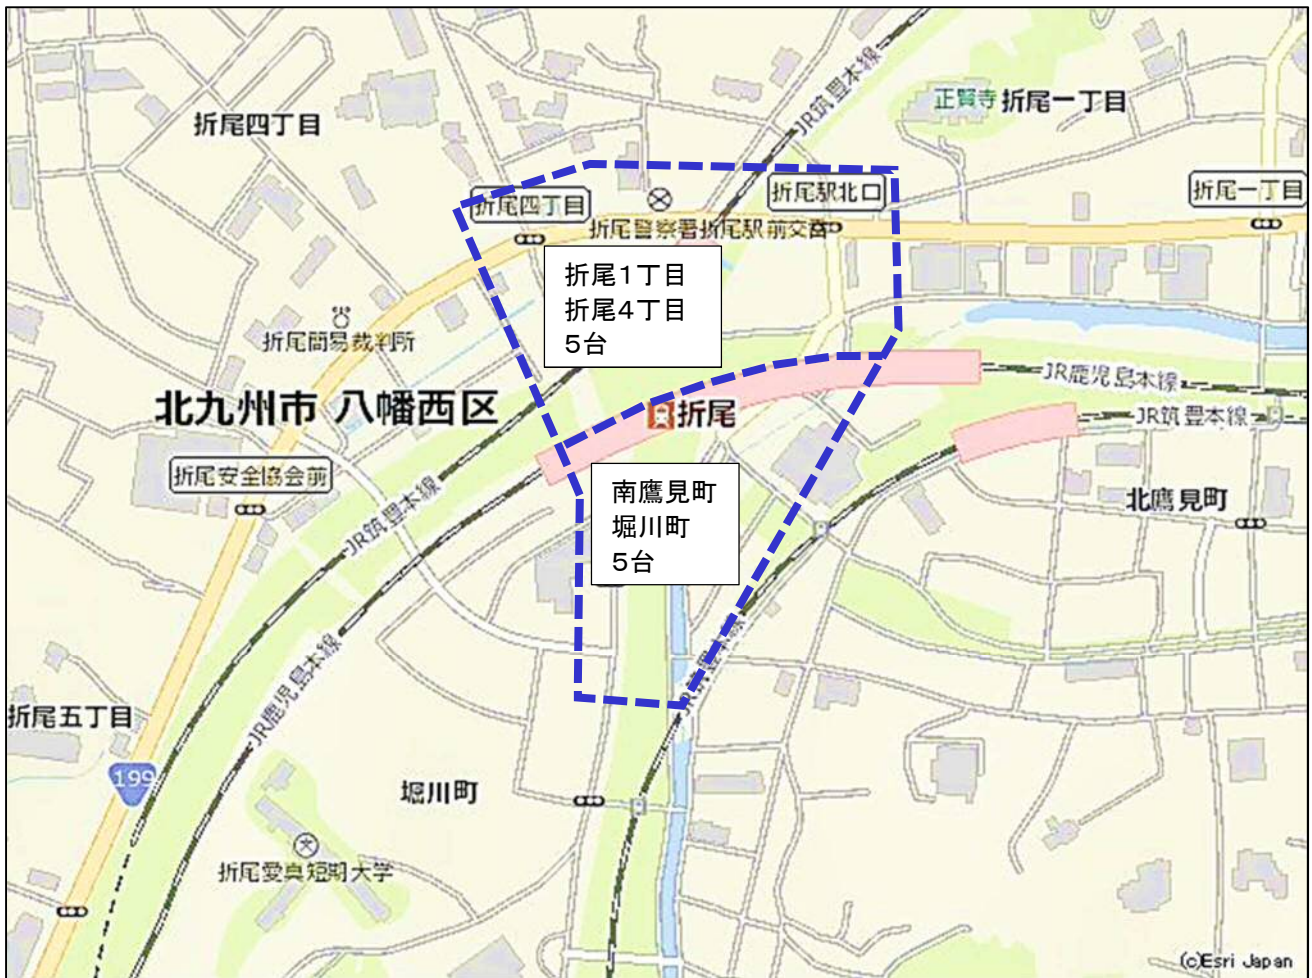 JR筑豊本線
正賢寺
折尾一丁目
折尾四丁目
折尾四丁目
折尾駅北口
折尾一丁目
折尾警察署折尾駅前交番
折尾1丁目
折尾4丁目
5台
折尾簡易裁判所
JR鹿児島本線
北九州市 八幡西区
折尾
JR筑豊本線
折尾安全協会前
南鷹見町
堀川町
5台
北鷹見町
JR筑豊本線
JR筑豊本線
JR鹿児島本線
折尾五丁目
199
堀川町
折尾愛真短期大学
(c)Esri Japan